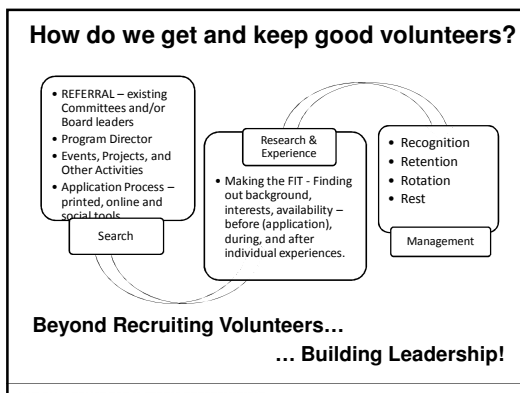 How do we get and keep good volunteers?
• REFERRAL – existing
Committees and/or
Board leaders
• Program Director
• Events, Projects, and
Other Activities
• Application Process –
printed, online and
social tools
Search
Research &
Experience
• Making the FIT - Finding
out background,
interests, availability –
before (application),
during, and after
individual experiences.
• Recognition
• Retention
• Rotation
• Rest
Management
Beyond Recruiting Volunteers…
… Building Leadership!